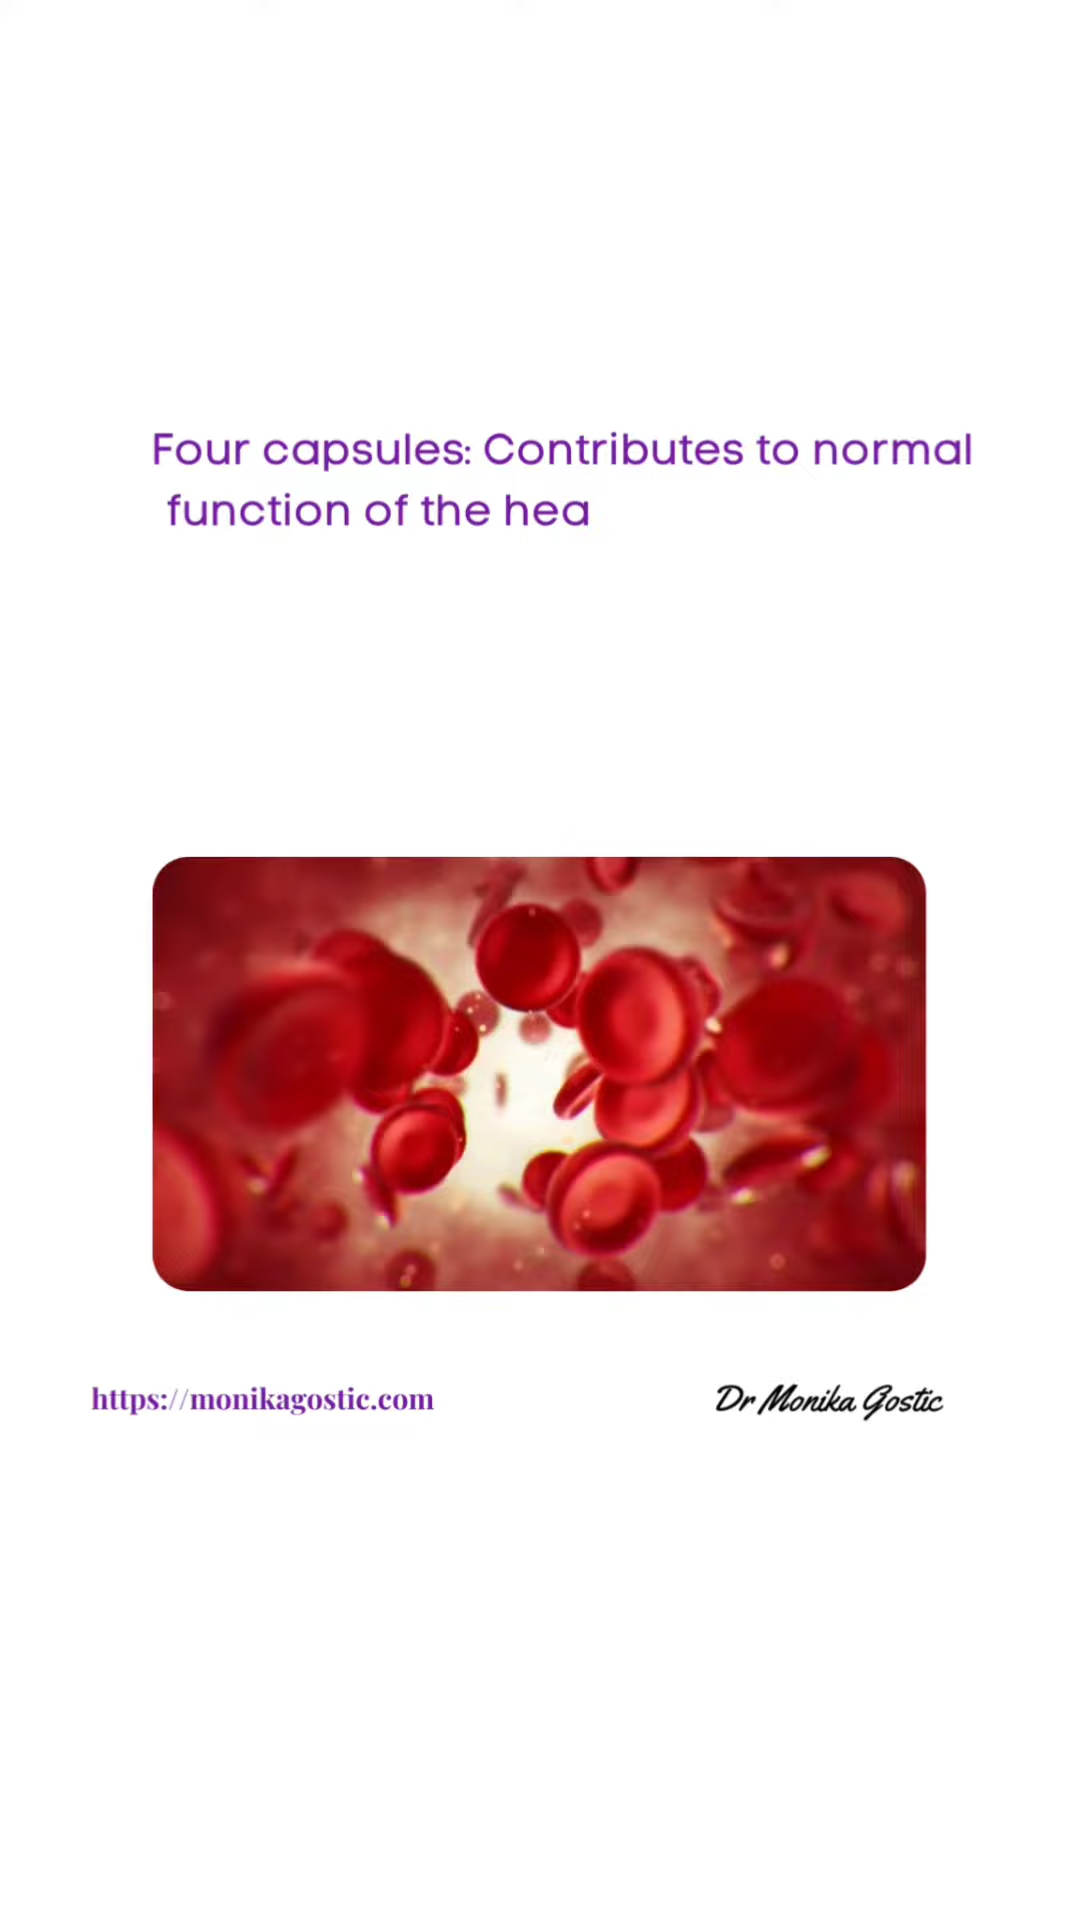 Four capsules: Contributes to normal
function of the hea
https://monikagostic.com
Dr Monika Gostic